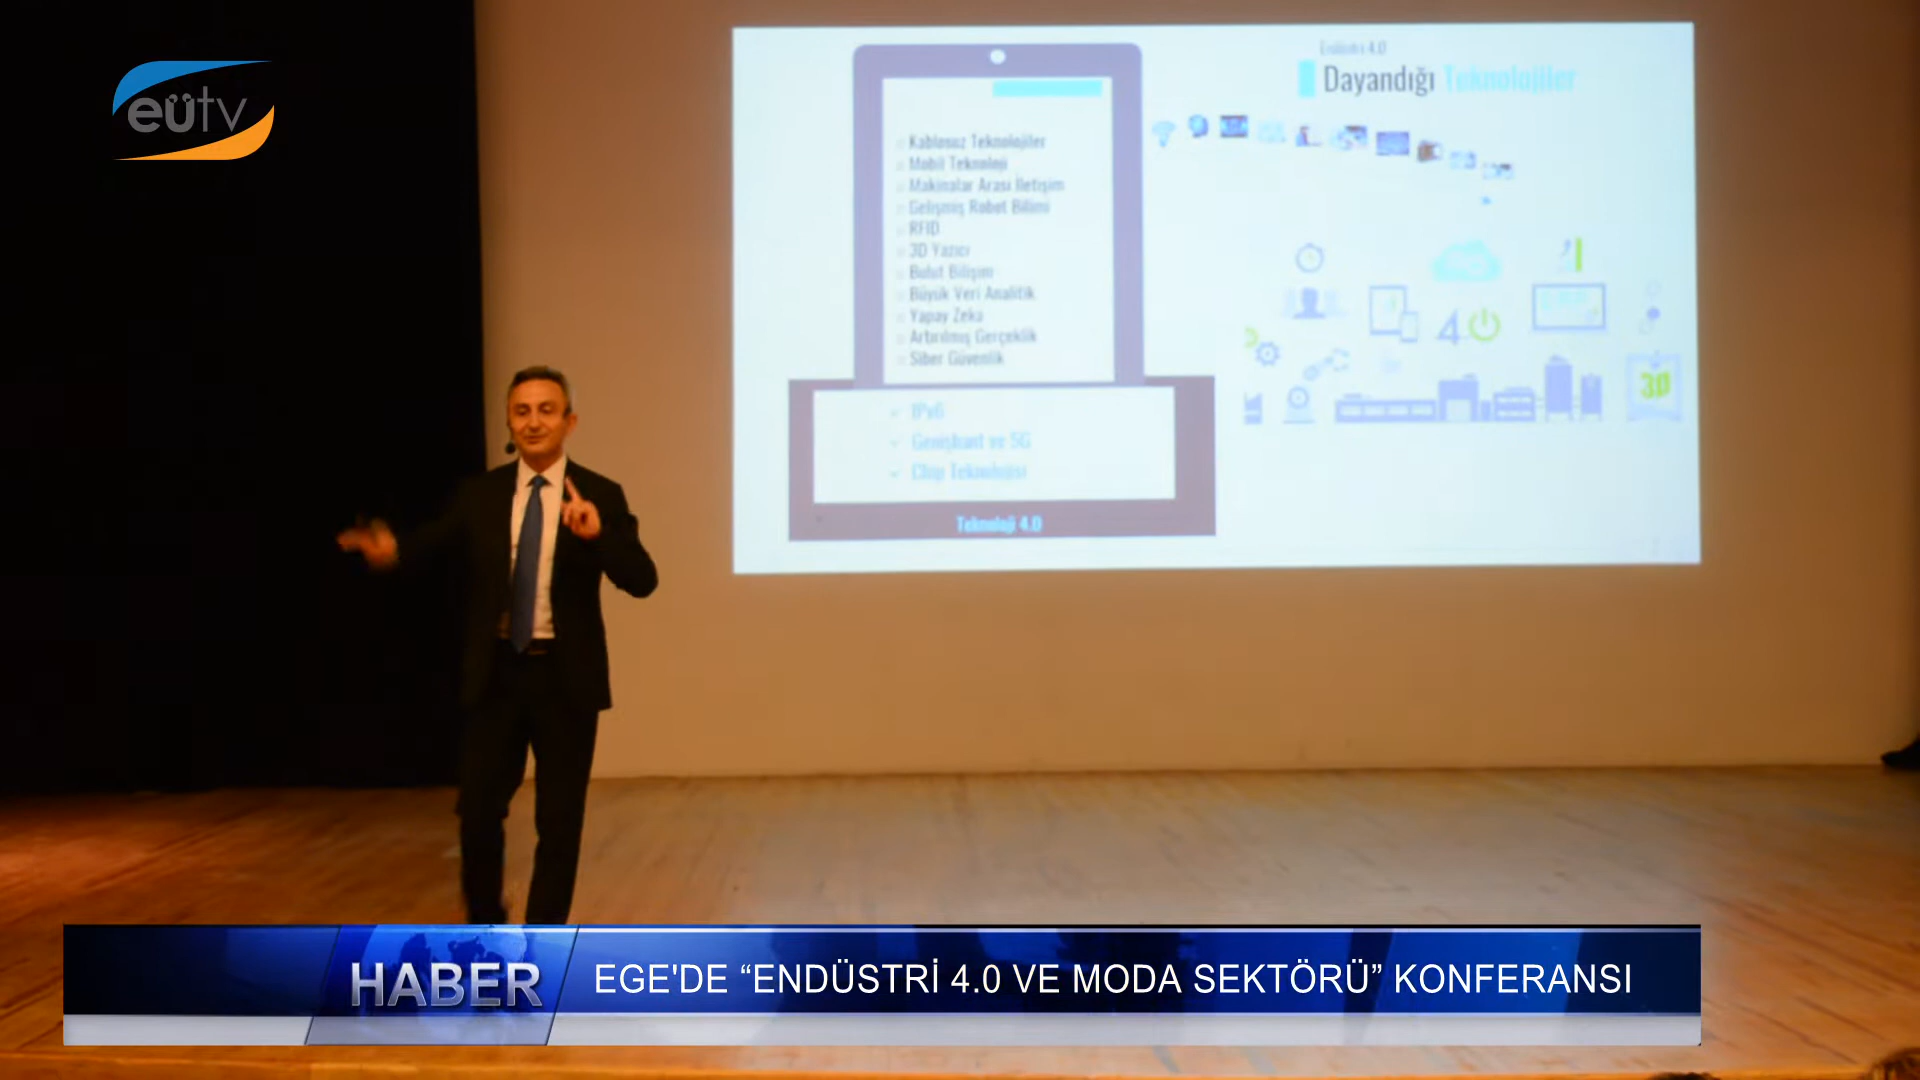 eütv
Endüstri 4.0
Dayandığı Teknolojiler
Kablosuz Teknolojiler
Mobil Teknoloji
Makinalar Arası İletişim
Gelişmiş Robot Bilimi
RFID
3D Yazıcı
Bulut Bilişim
Büyük Veri Analitik
Yapay Zeka
Artırılmış Gerçeklik
Siber Güvenlik
IPv6
Genişbant ve 5G
Chip Teknolojisi
Teknoloji 4.0
4
3D
HABER
EGE'DE “ENDÜSTRİ 4.0 VE MODA SEKTÖRÜ” KONFERANSI